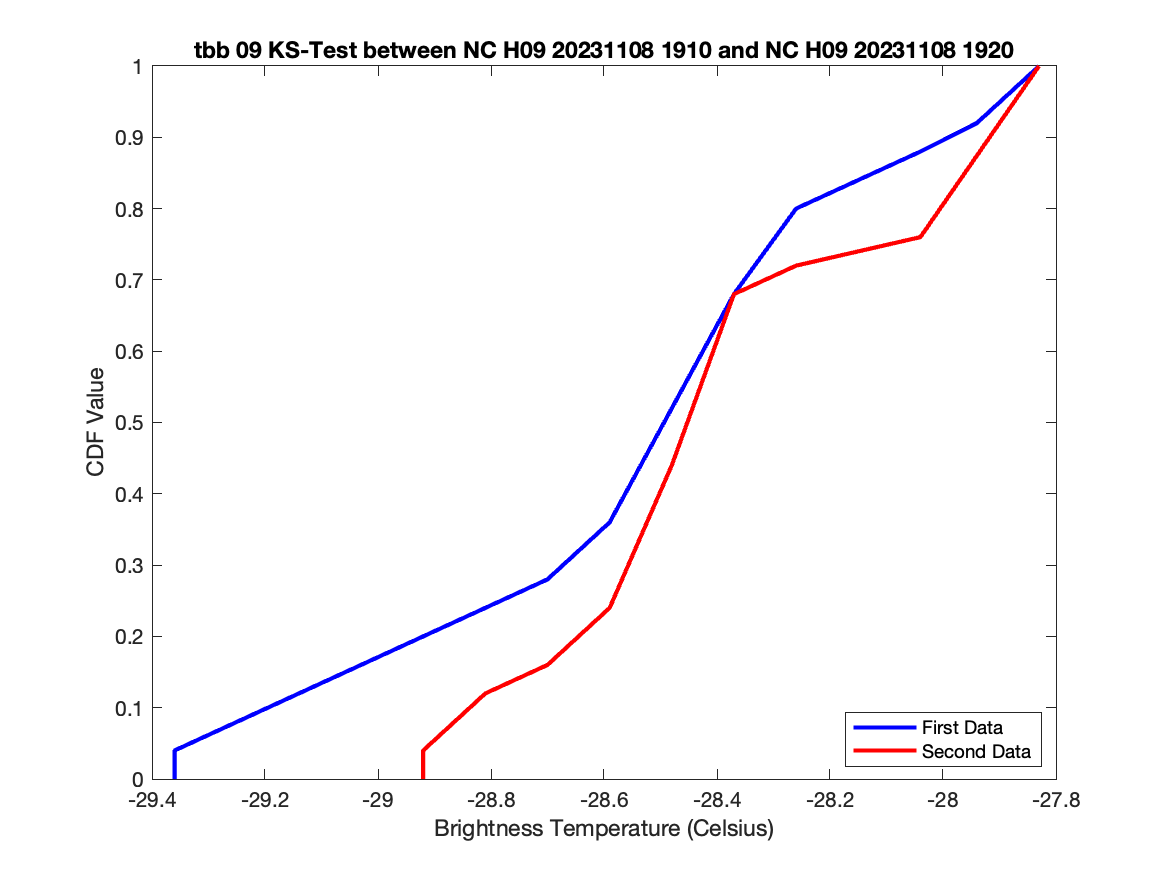 tbb 09 KS-Test between NC H09 20231108 1910 and NC H09 20231108 1920
1
0.9
0.8
0.7
0.6
0.5
0.4
0.3
0.2
0.1
0
CDF Value
First Data
Second Data
-29.4 -29.2 -29 -28.8 -28.6 -28.4 -28.2 -28 -27.8
Brightness Temperature (Celsius)